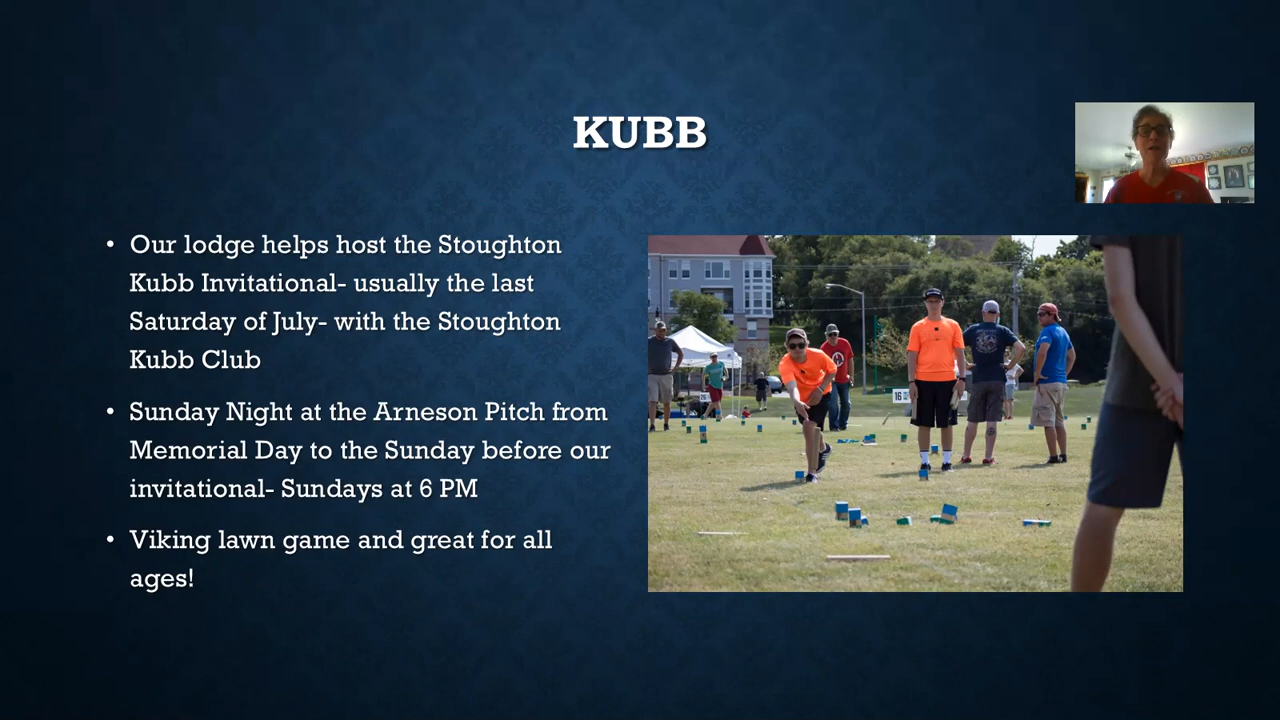 KUBB
• Our lodge helps host the Stoughton
Kubb Invitational- usually the last
Saturday of July- with the Stoughton
Kubb Club
• Sunday Night at the Arneson Pitch from
Memorial Day to the Sunday before our
invitational- Sundays at 6 PM
• Viking lawn game and great for all
ages!
16